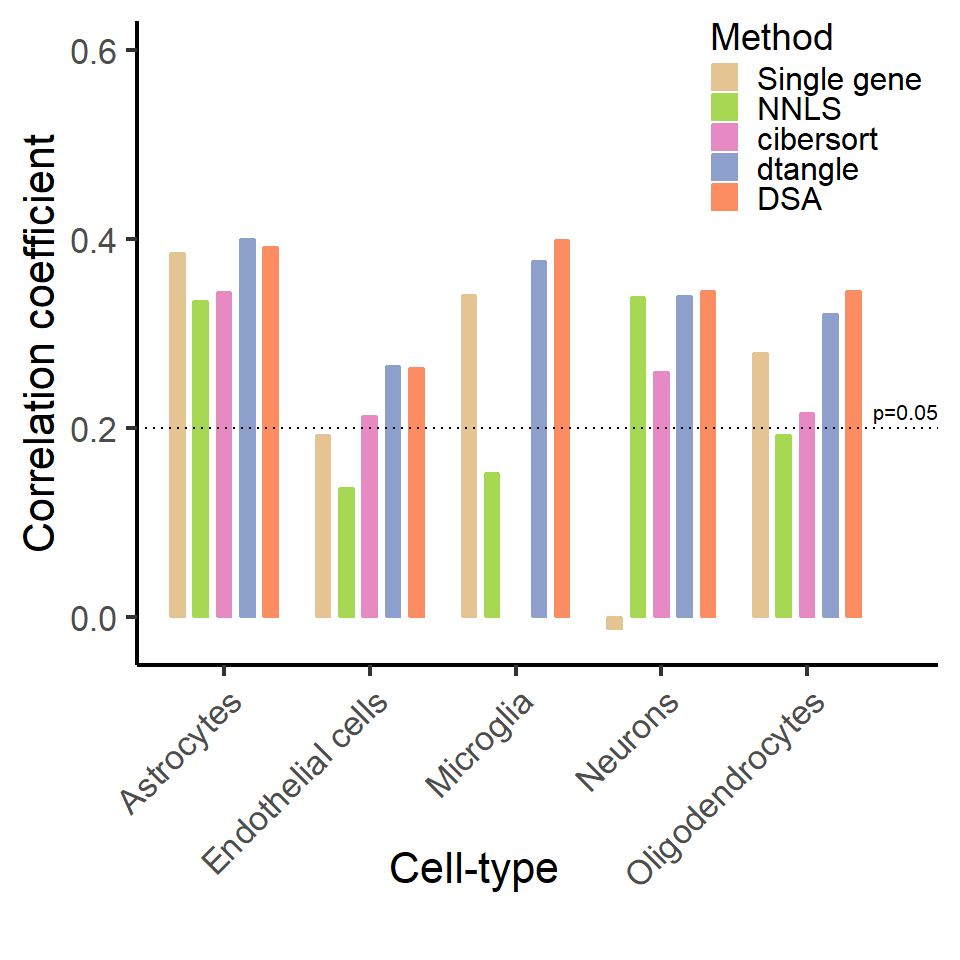 Correlation coefficient
0.6
0.4
0.2
0.0
Method
Single gene
NNLS
cibersort
dtangle
DSA
p=0.05
Astrocytes
Endothelial cells
Microglia
Neurons
Oligodendrocytes
Cell-type